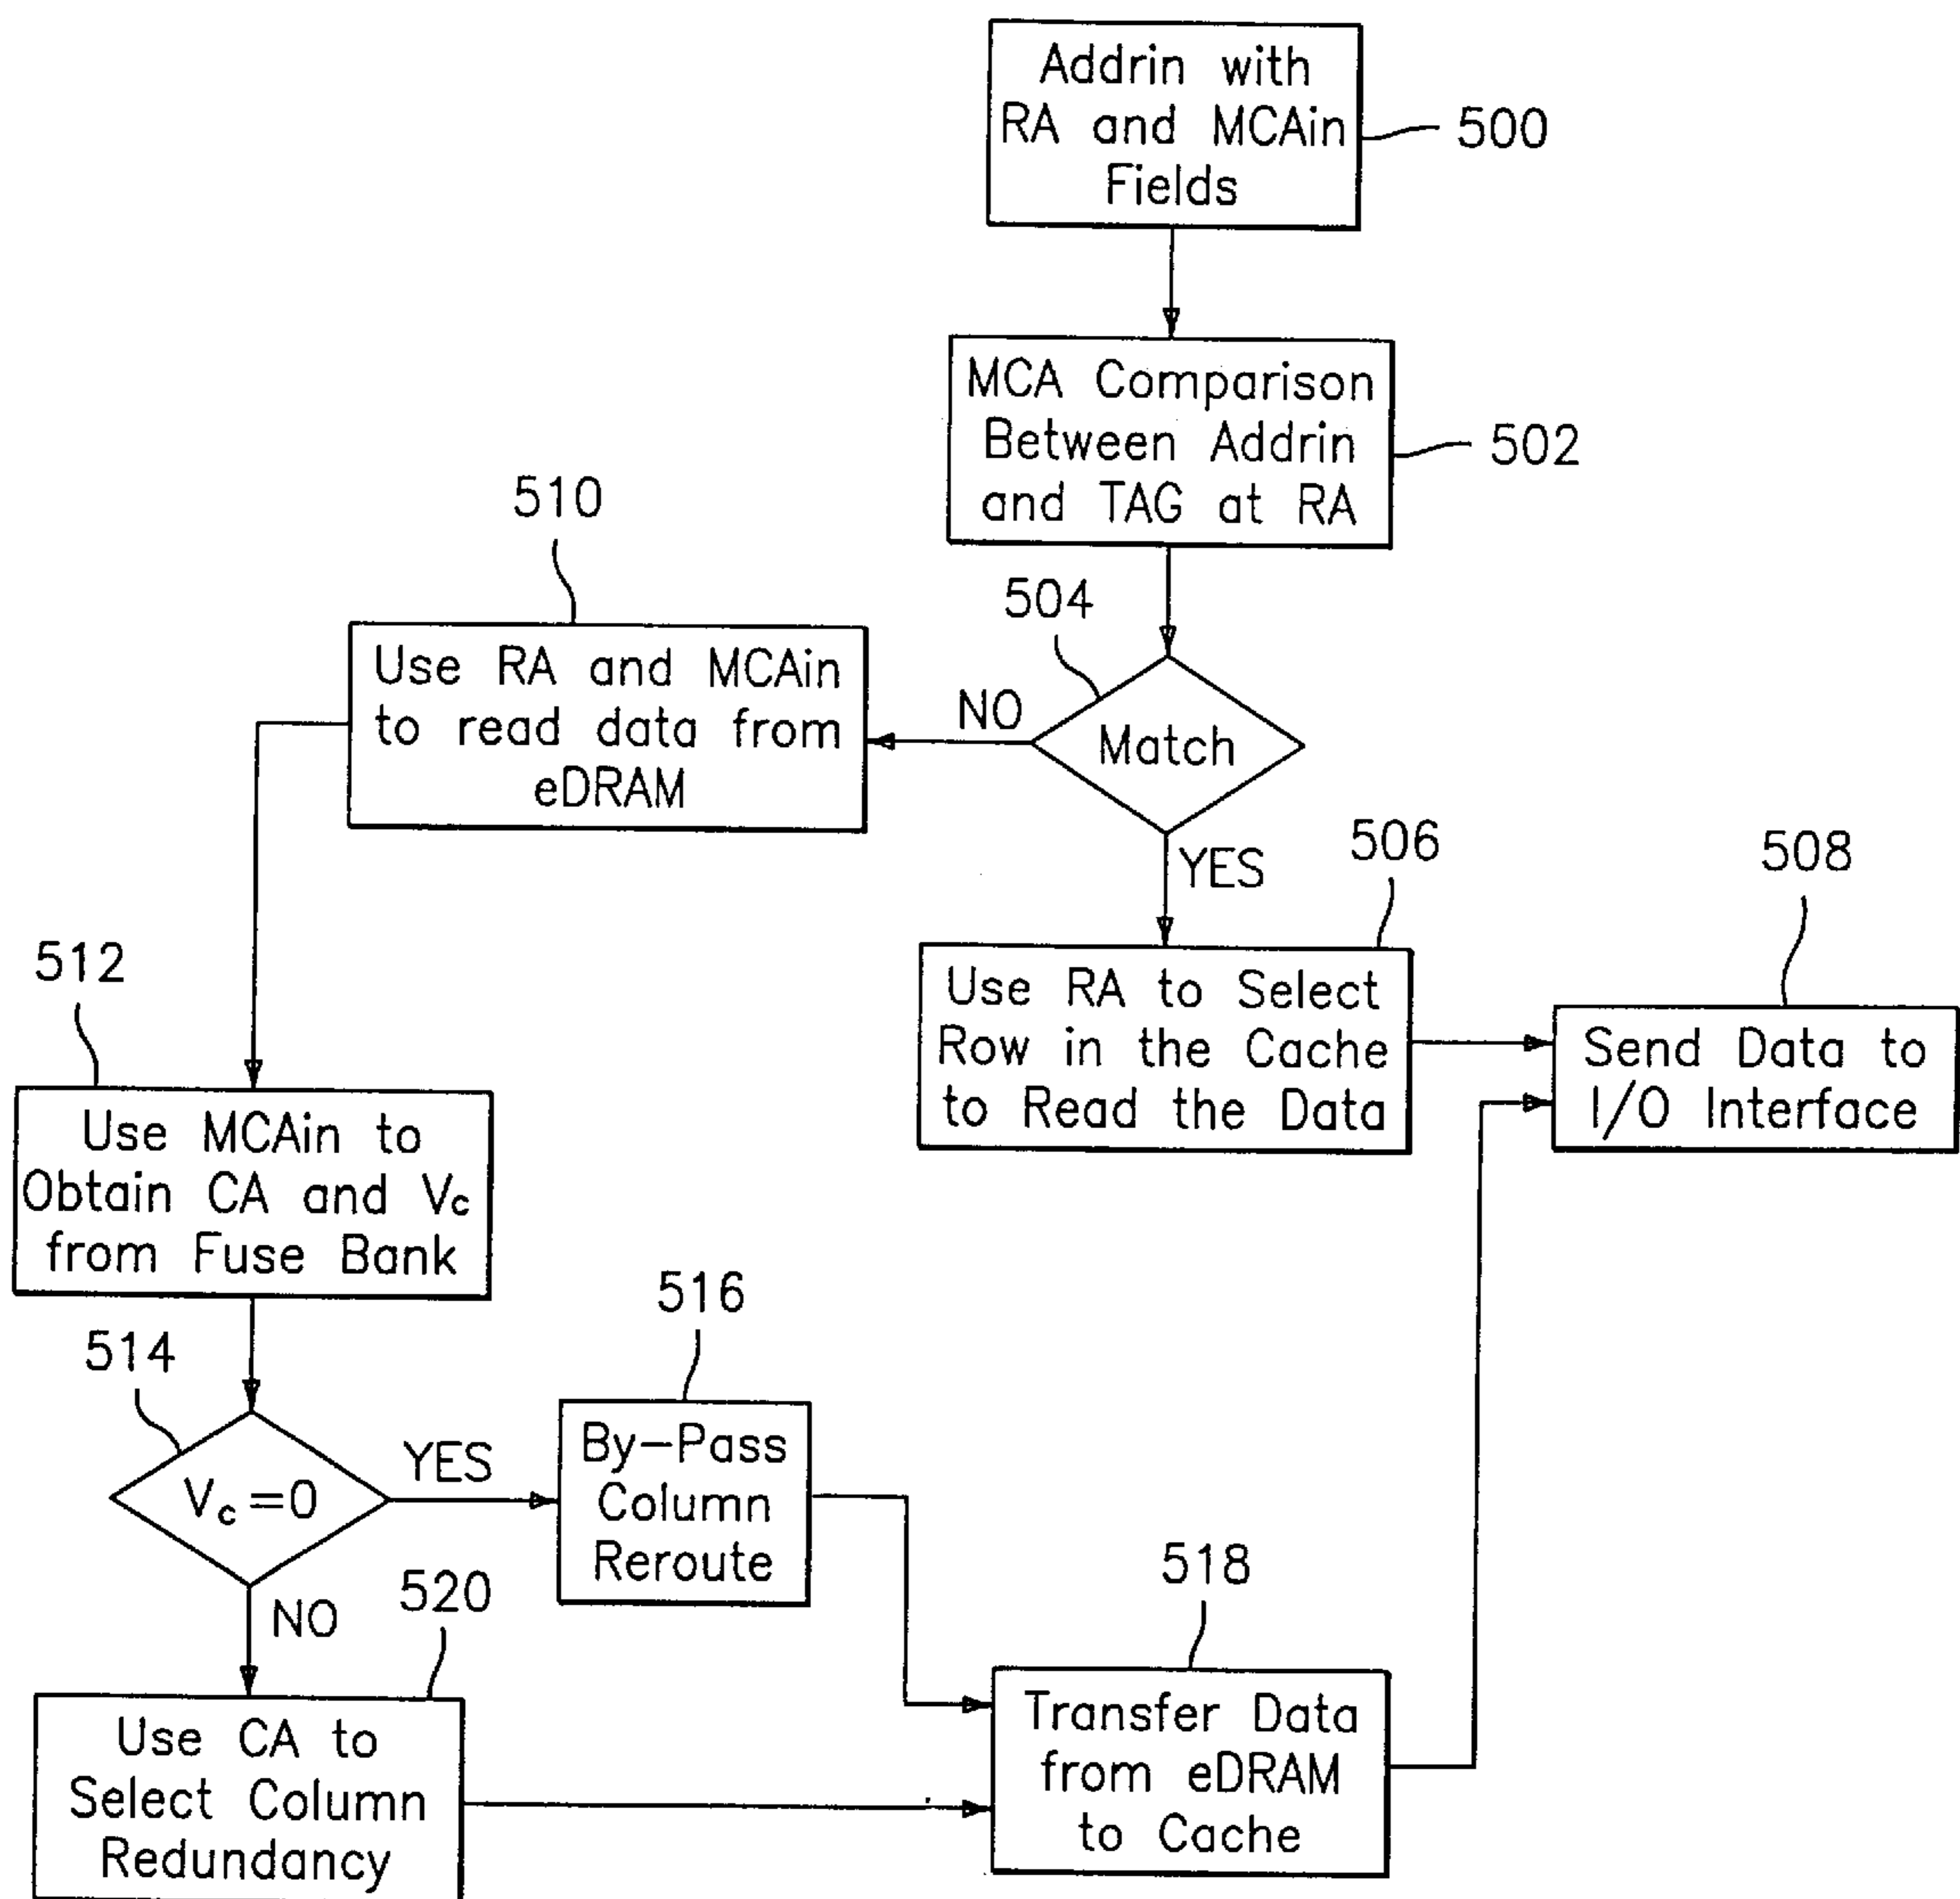 Addrin with
RA and MCAin
Fields
500
MCA Comparison
Between Addrin
and TAG at RA
502
504
Match
NO
YES
510
Use RA and MCAin
to read data from
eDRAM
506
Use RA to Select
Row in the Cache
to Read the Data
508
Send Data to
I/O Interface
512
Use MCAin to
Obtain CA and Vc
from Fuse Bank
514
Vc=0
YES
NO
516
By-Pass
Column
Reroute
518
Transfer Data
from eDRAM
to Cache
520
Use CA to
Select Column
Redundancy